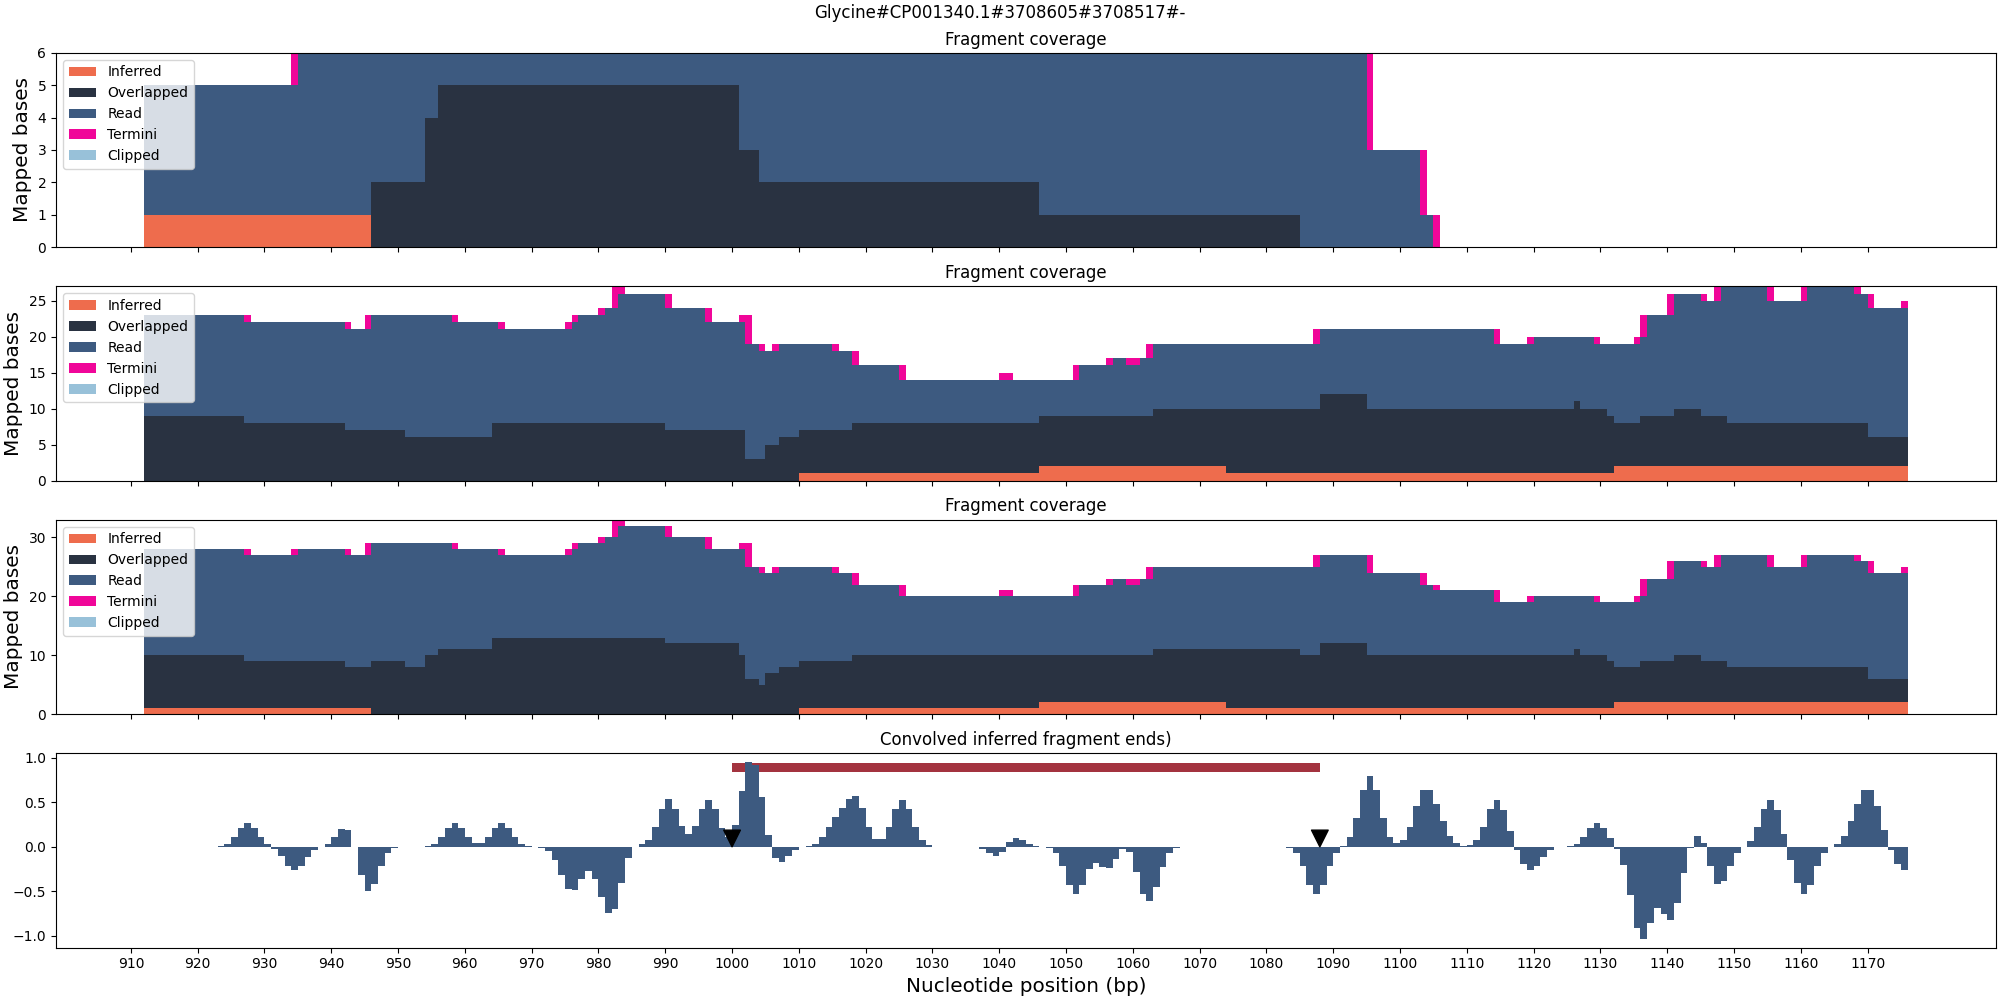 Glycine#CP001340.1#3708605#3708517#-
Fragment coverage
Mapped bases
6
5
4
3
2
1
0
Inferred
Overlapped
Read
Termini
Clipped
Fragment coverage
Mapped bases
25
20
15
10
5
0
Inferred
Overlapped
Read
Termini
Clipped
Fragment coverage
Mapped bases
30
20
10
0
Inferred
Overlapped
Read
Termini
Clipped
Convolved inferred fragment ends)
1.0
0.5
0.0
−0.5
−1.0
910 920 930 940 950 960 970 980 990 1000 1010 1020 1030 1040 1050 1060 1070 1080 1090 1100 1110 1120 1130 1140 1150 1160 1170
Nucleotide position (bp)